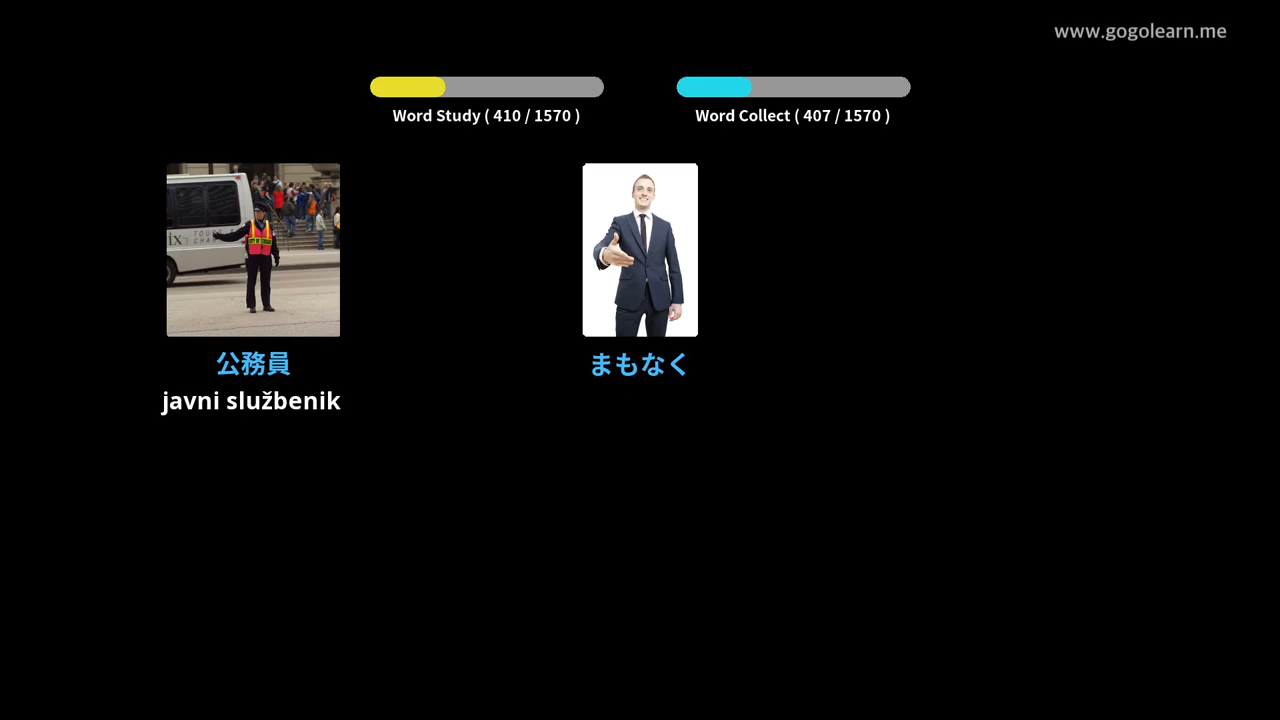 www.gogolearn.me
Word Study ( 410 / 1570 )
Word Collect ( 407 / 1570 )
公務員
まもなく
javni službenik